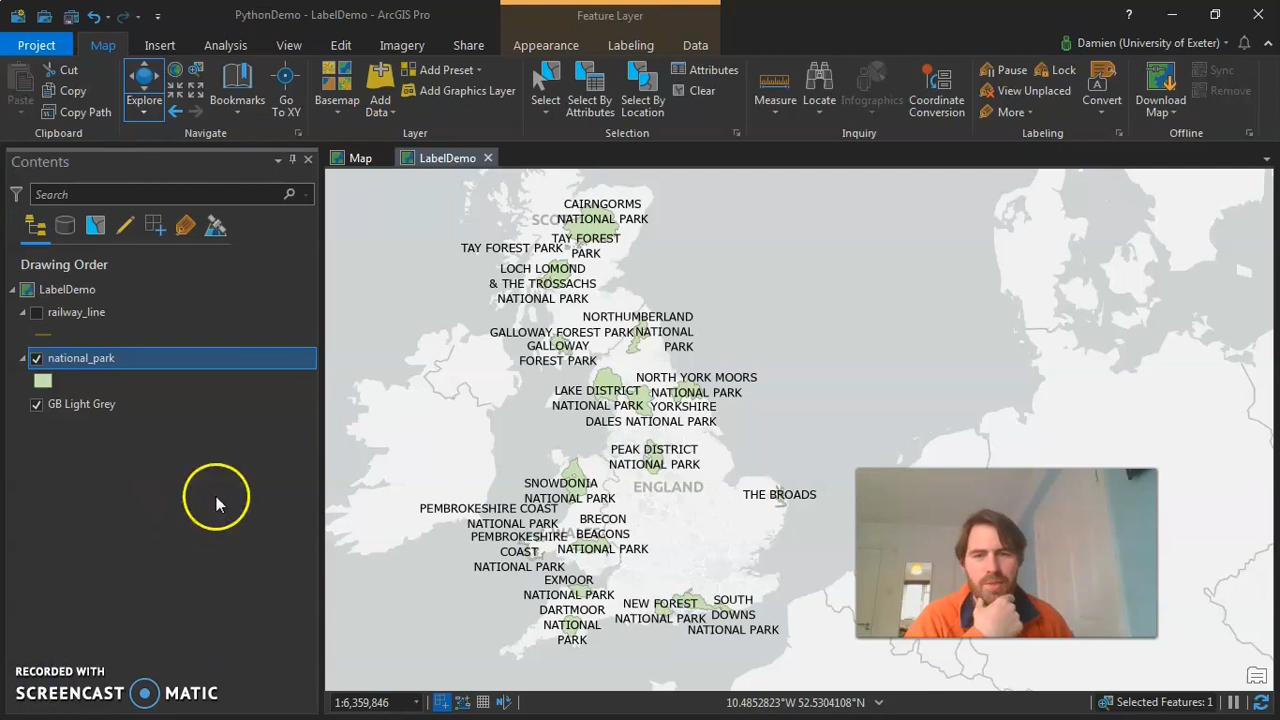 PythonDemo - LabelDemo - ArcGIS Pro
Feature Layer
?
Project
Map
Insert
Analysis
View
Edit
Imagery
Share
Appearance
Labeling
Data
Damien (University of Exeter)
Paste
Cut
Copy
Copy Path
Clipboard
Explore
Navigate
Bookmarks
Go
To XY
Basemap
Add
Data
Add Preset
Add Graphics Layer
Layer
Select
Select By
Attributes
Select By
Location
Attributes
Clear
Selection
Measure
Locate
Infographics
Coordinate
Conversion
Inquiry
Pause
Lock
View Unplaced
More
Convert
Labeling
Download
Map
Sync
Remove
Offline
Contents
Search
Drawing Order
LabelDemo
railway_line
national_park
GB Light Grey
Map
LabelDemo
CAIRNGORMS
NATIONAL PARK
TAY FOREST PARK
TAY FOREST
PARK
LOCH LOMOND
& THE TROSSACHS
NATIONAL PARK
NORTHUMBERLAND
NATIONAL
PARK
GALLOWAY FOREST PARK
GALLOWAY
FOREST PARK
NORTH YORK MOORS
NATIONAL PARK
LAKE DISTRICT
NATIONAL PARK
YORKSHIRE
DALES NATIONAL PARK
PEAK DISTRICT
NATIONAL PARK
SNOWDONIA
NATIONAL PARK
ENGLAND
THE BROADS
PEMBROKESHIRE COAST
NATIONAL PARK
PEMBROKESHIRE
COAST
NATIONAL PARK
BRECON
BEACONS
NATIONAL PARK
EXMOOR
NATIONAL PARK
DARTMOOR
NATIONAL
PARK
NEW FOREST
NATIONAL PARK
SOUTH
DOWNS
NATIONAL PARK
RECORDED WITH
SCREENCAST MATIC
1:6,359,846
10.4852823°W 52.5304108°N
Selected Features: 1